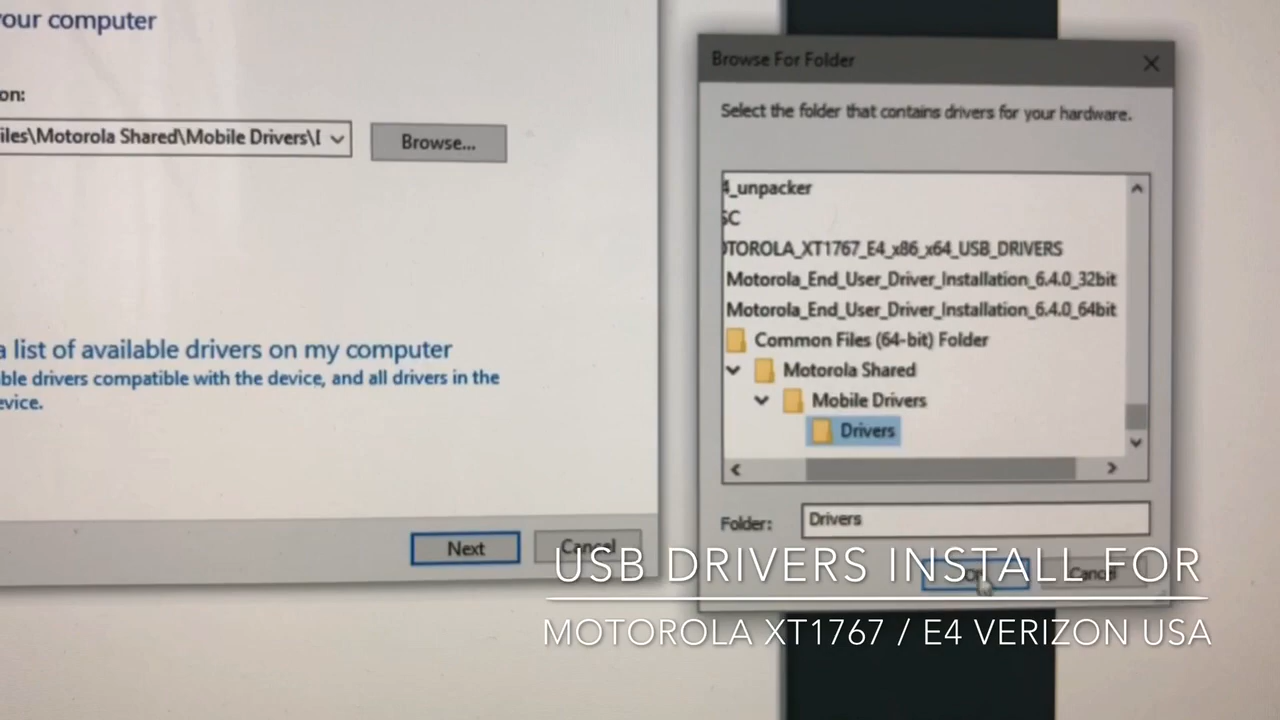 our computer
on:
iles\Motorola Shared\Mobile Drivers\
Browse...
a list of available drivers on my computer
ble drivers compatible with the device, and all drivers in the
evice.
Next
Cancel
Browse For Folder
Select the folder that contains drivers for your hardware.
4_unpacker
SC
OTOROLA_XT1767_E4_x86_x64_USB_DRIVERS
Motorola_End_User_Driver_Installation_6.4.0_32bit
Motorola_End_User_Driver_Installation_6.4.0_64bit
Common Files (64-bit) Folder
Motorola Shared
Mobile Drivers
Drivers
Folder:
Drivers
OK
Cancel
USB DRIVERS INSTALL FOR
MOTOROLA XT1767 / E4 VERIZON USA